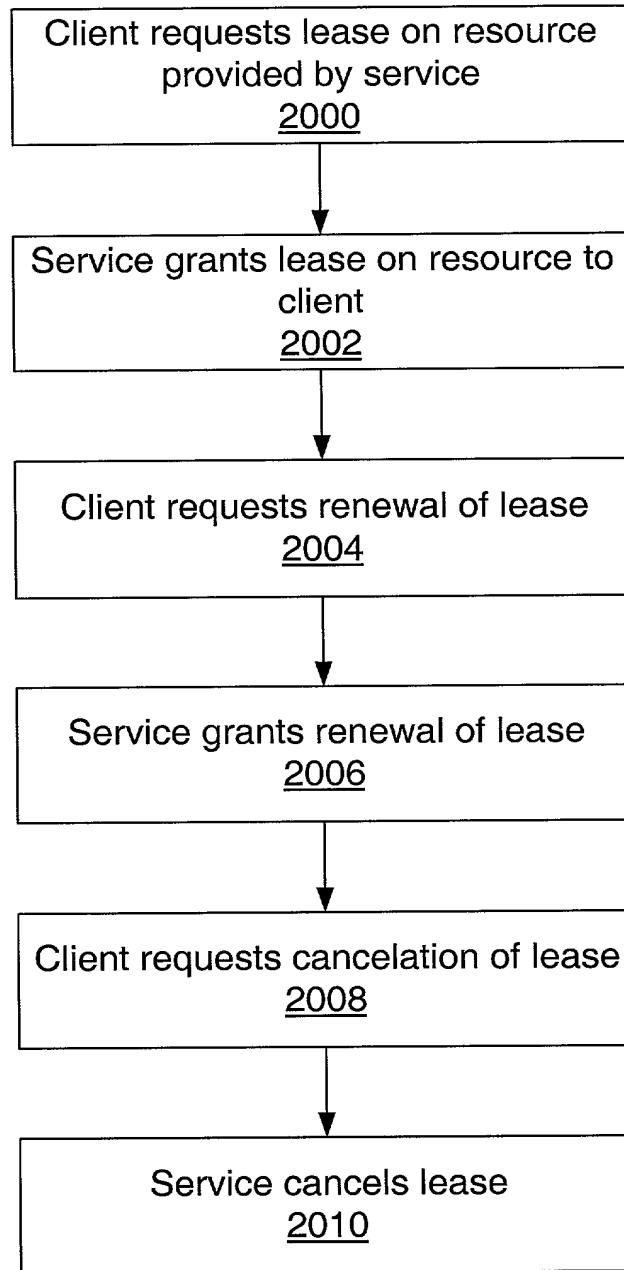 Client requests lease on resource
provided by service
2000
Service grants lease on resource to
client
2002
Client requests renewal of lease
2004
Service grants renewal of lease
2006
Client requests cancelation of lease
2008
Service cancels lease
2010